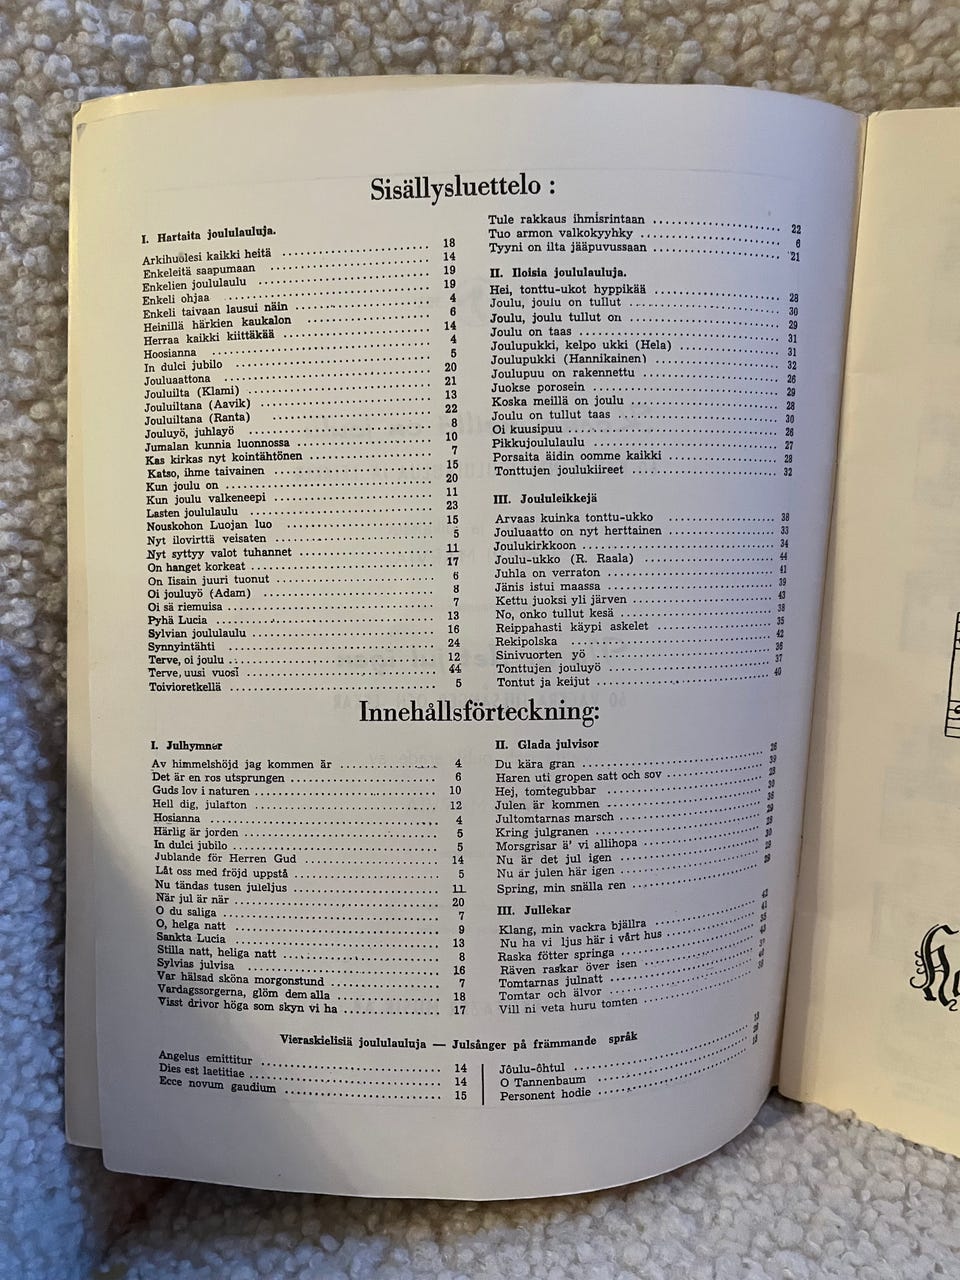 Sisällysluettelo :
I. Hartaita joululauluja.
Arkihuolesi kaikki heitä 18
Enkeleitä saapumaan 14
Enkelien joululaulu 19
Enkeli ohjaa 19
Enkeli taivaan lausui näin 4
Heinillä härkien kaukalon 6
Herraa kaikki kiittäkää 14
Hoosianna 4
In dulci jubilo 5
Jouluaattona 20
Jouluilta (Klami) 21
Jouluiltana (Aavik) 13
Jouluiltana (Ranta) 22
Jouluyö, juhlayö 8
Jumalan kunnia luonnossa 10
Kas kirkas nyt kointähtönen 7
Katso, ihme taivainen 15
Kun joulu on 20
Kun joulu valkeneepi 11
Lasten joululaulu 23
Nouskohon Luojan luo 15
Nyt ilovirttä veisaten 5
Nyt syttyy valot tuhannet 11
On hanget korkeat 17
On Iisain juuri tuonut 6
Oi jouluyö (Adam) 8
Oi sä riemuisa 7
Pyhä Lucia 13
Sylvian joululaulu 16
Synnyintähti 24
Terve, oi joulu 12
Terve, uusi vuosi 44
Toivioretkellä 5
Tule rakkaus ihmisrintaan 22
Tuo armon valkokyyhky 6
Tyyni on ilta jääpuvussaan 21
II. Iloisia joululauluja.
Hei, tonttu-ukot hyppikää 28
Joulu, joulu on tullut 30
Joulu, joulu tullut on 29
Joulu on taas 31
Joulupukki, kelpo ukki (Hela) 31
Joulupukki (Hannikainen) 32
Joulupuu on rakennettu 26
Juokse porosein 29
Koska meillä on joulu 28
Joulu on tullut taas 30
Oi kuusipuu 26
Pikkujoululaulu 27
Porsaita äidin oomme kaikki 28
Tonttujen joulukiireet 32
III. Joululeikkejä
Arvaas kuinka tonttu-ukko 38
Jouluaatto on nyt herttainen 33
Joulukirkkoon 34
Joulu-ukko (R. Raala) 44
Juhla on verraton 41
Jänis istui maassa 39
Kettu juoksi yli järven 43
No, onko tullut kesä 38
Reippahasti käypi askelet 35
Rekipolska 42
Sinivuorten yö 36
Tonttujen jouluyö 37
Tontut ja keijut 40
Innehållsförteckning:
I. Julhymner
Av himmelshöjd jag kommen är 4
Det är en ros utsprungen 6
Guds lov i naturen 10
Hell dig, julafton 12
Hosianna 4
Härlig är jorden 5
In dulci jubilo 5
Jublande för Herren Gud 14
Låt oss med fröjd uppstå 5
Nu tändas tusen juleljus 11
När jul är när 20
O du saliga 7
O, helga natt 9
Sankta Lucia 13
Stilla natt, heliga natt 8
Sylvias julvisa 16
Var hälsad sköna morgonstund 7
Vardagssorgerna, glöm dem alla 18
Visst drivor höga som skyn vi ha 17
II. Glada julvisor
Du kära gran 26
Haren uti gropen satt och sov 39
Hej, tomtegubbar 28
Julen är kommen 30
Jultomtarnas marsch 36
Kring julgranen 29
Morsgrisar ä' vi allihopa 28
Nu är det jul igen 30
Nu är julen här igen 29
Spring, min snälla ren 29
III. Jullekar
Klang, min vackra bjällra 42
Nu ha vi ljus här i vårt hus 41
Raska fötter springa 35
Räven raskar över isen 43
Tomtarnas julnatt 37
Tomtar och älvor 40
Vill ni veta huru tomten 38
Vieraskielisiä joululauluja — Julsånger på främmande språk
Angelus emittitur 14
Dies est laetitiae 14
Ecce novum gaudium 15
Jôulu-ôhtul 13
O Tannenbaum 26
Personent hodie